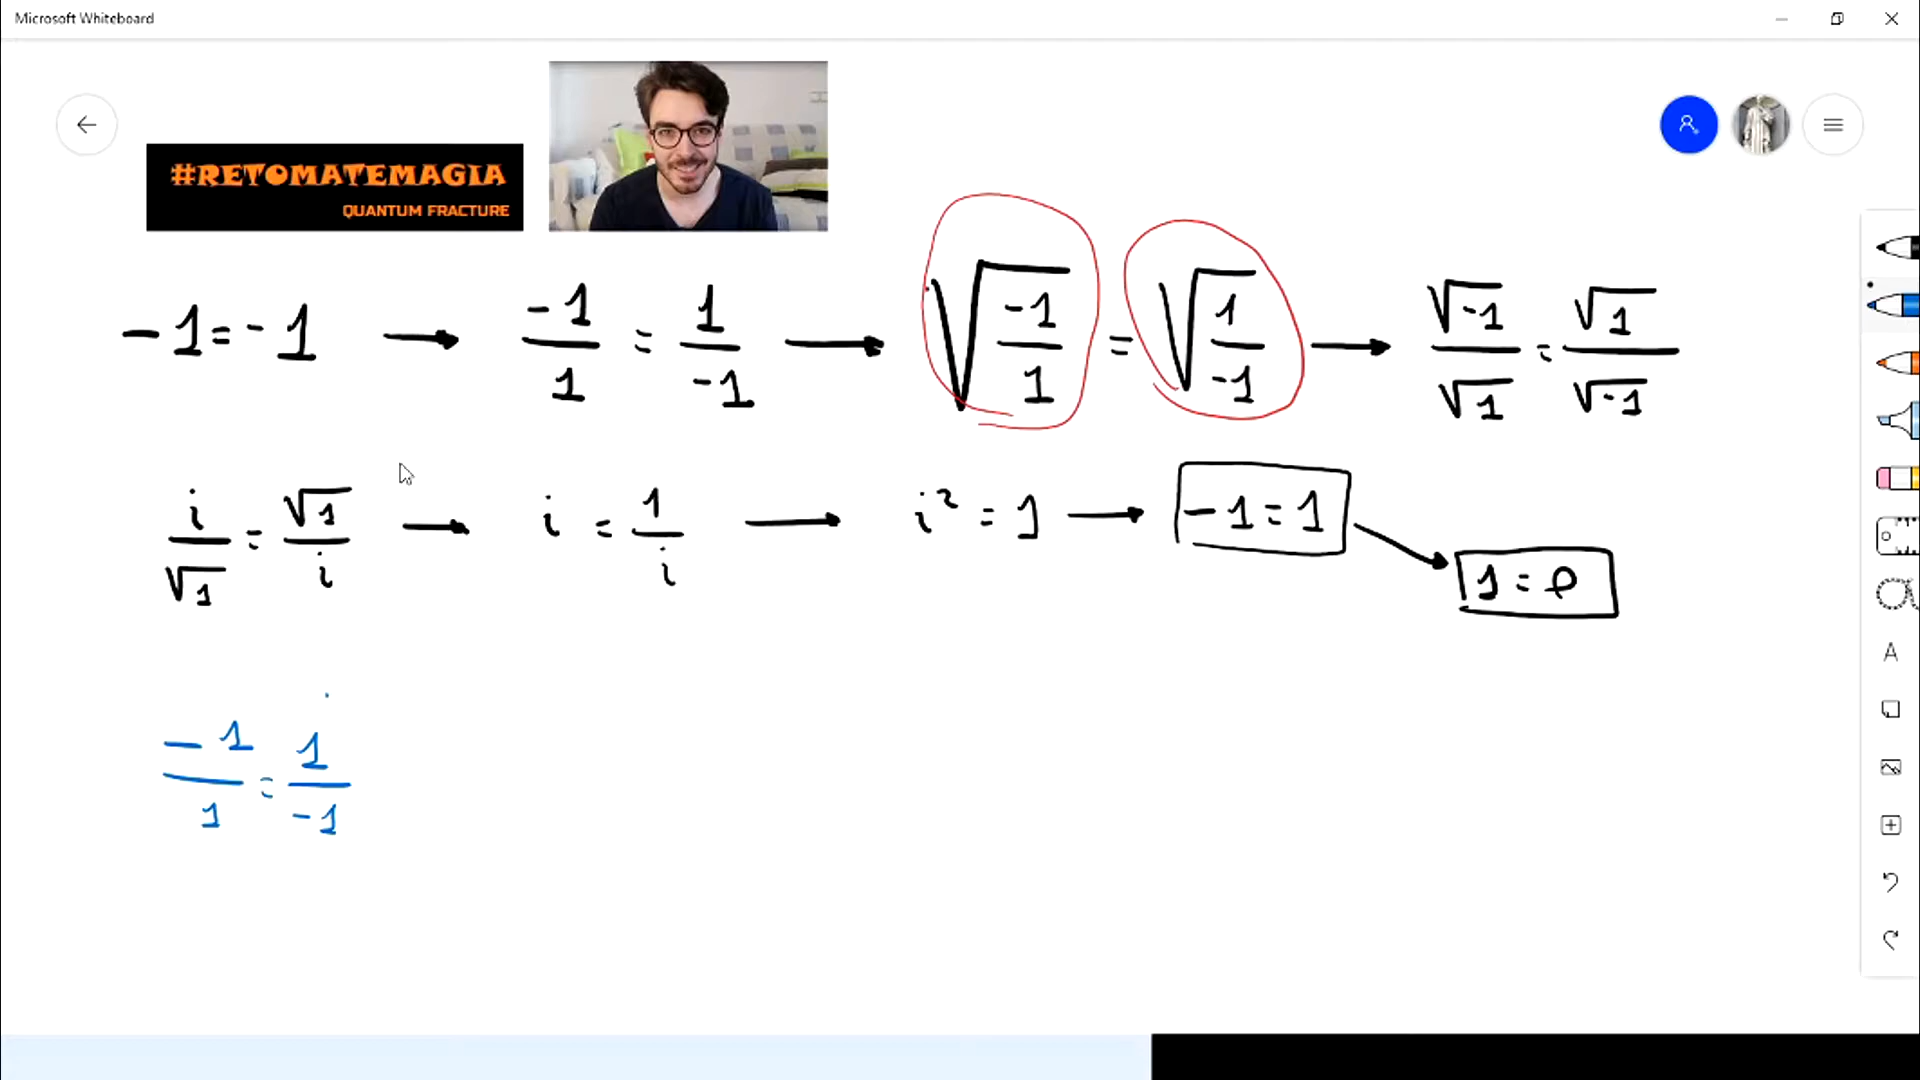 Microsoft Whiteboard
#RETOMATEMAGIA
QUANTUM FRACTURE
-1=-1 → -1/1 = 1/-1 → √(-1/1) = √(1/-1) → √-1/√1 = √1/√-1
i/√1 = √1/i → i = 1/i → i² = 1 → -1=1
1=0
-1/1 = 1/-1
A